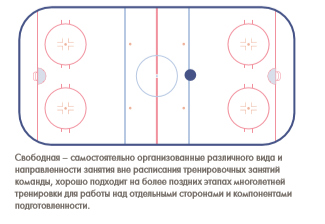 Свободная – самостоятельно организованные различного вида и
направленности занятия вне расписания тренировочных занятий
команды, хорошо подходит на более поздних этапах многолетней
тренировки для работы над отдельными сторонами и компонентами
подготовленности.